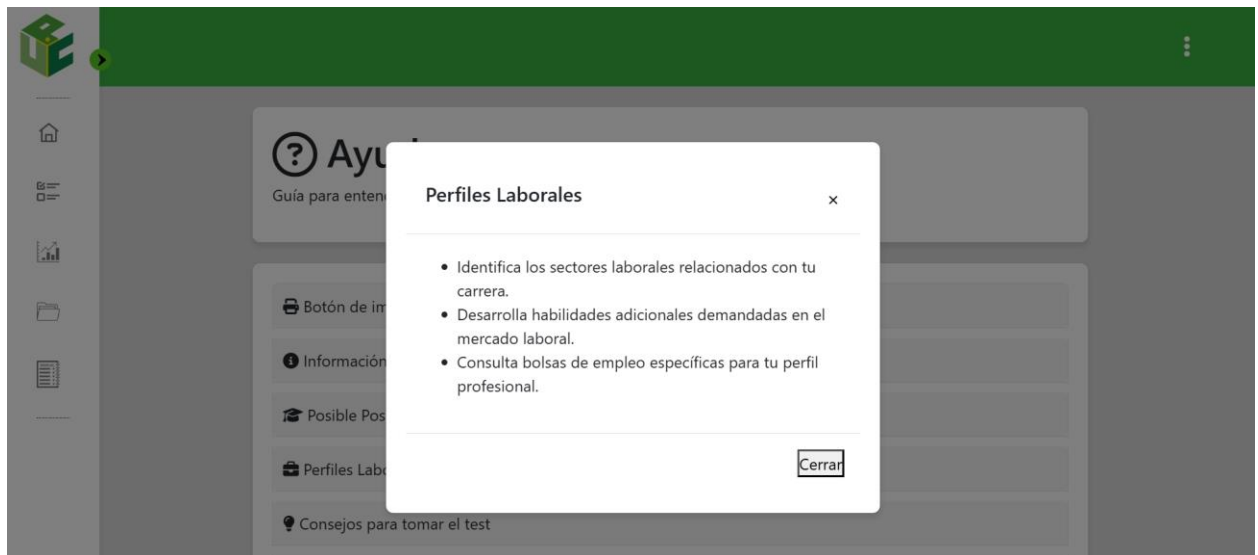 Ayu
Guía para enten
Perfiles Laborales
×
Identifica los sectores laborales relacionados con tu
carrera.
Desarrolla habilidades adicionales demandadas en el
mercado laboral.
Consulta bolsas de empleo específicas para tu perfil
profesional.
Cerrar
Botón de im
Información
Posible Pos
Perfiles Labo
Consejos para tomar el test